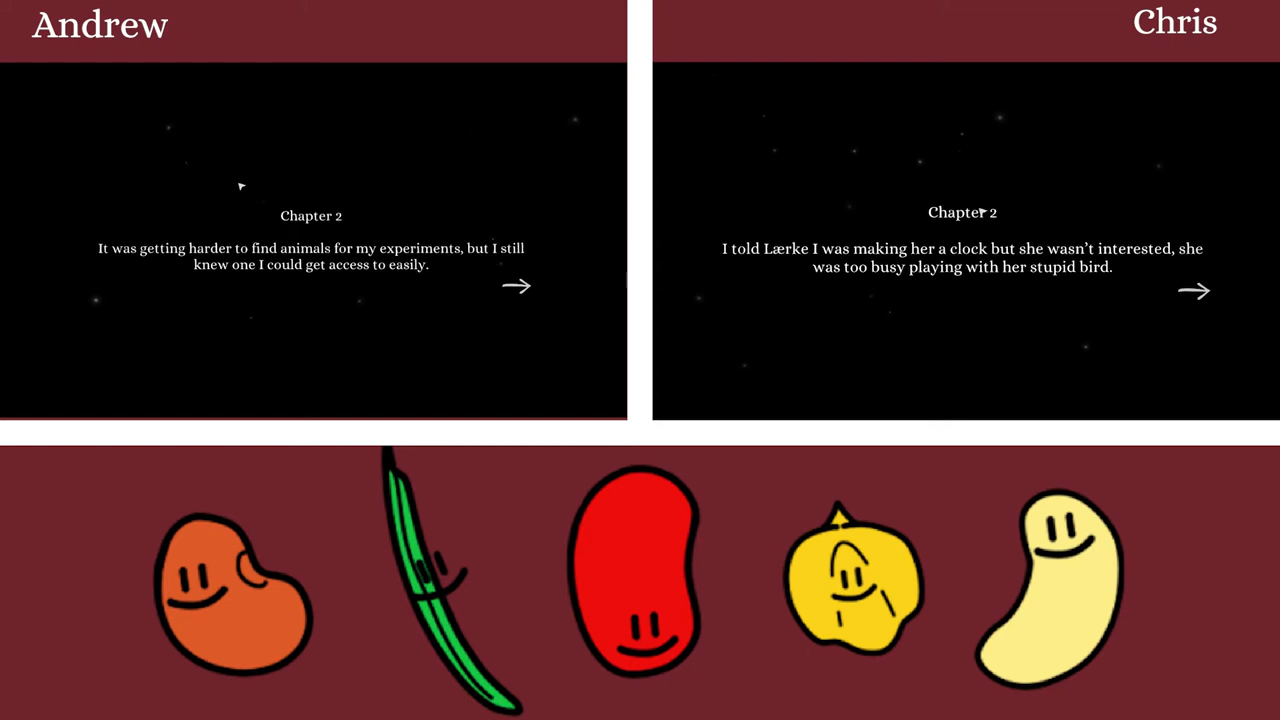 Andrew
Chris
Chapter 2
It was getting harder to find animals for my experiments, but I still
knew one I could get access to easily.
Chapter 2
I told Lærke I was making her a clock but she wasn’t interested, she
was too busy playing with her stupid bird.